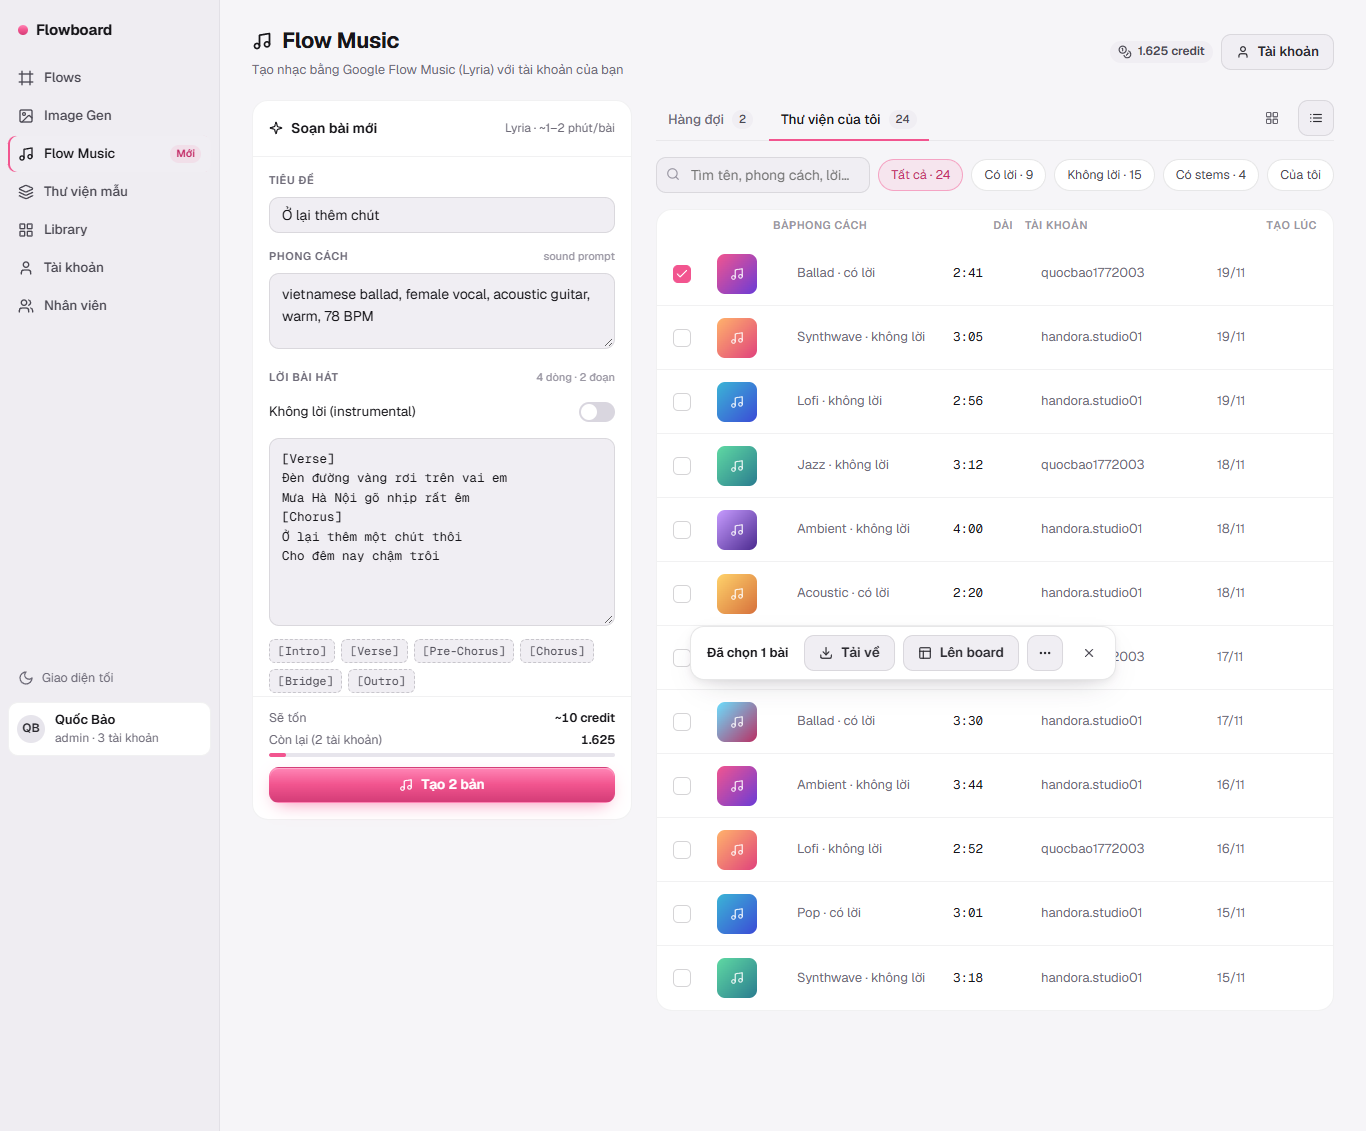 Flowboard
Flows
Image Gen
Flow Music
Mới
Thư viện mẫu
Library
Tài khoản
Nhân viên
Giao diện tối
QB
Quốc Bảo
admin · 3 tài khoản
Flow Music
Tạo nhạc bằng Google Flow Music (Lyria) với tài khoản của bạn
1.625 credit
Tài khoản
Soạn bài mới
Lyria · ~1–2 phút/bài
TIÊU ĐỀ
Ở lại thêm chút
PHONG CÁCH
sound prompt
vietnamese ballad, female vocal, acoustic guitar,
warm, 78 BPM
LỜI BÀI HÁT
4 dòng · 2 đoạn
Không lời (instrumental)
[Verse]
Đèn đường vàng rơi trên vai em
Mưa Hà Nội gõ nhịp rất êm
[Chorus]
Ở lại thêm một chút thôi
Cho đêm nay chậm trôi
[Intro] [Verse] [Pre-Chorus] [Chorus]
[Bridge] [Outro]
Sẽ tốn
~10 credit
Còn lại (2 tài khoản)
1.625
Tạo 2 bản
Hàng đợi 2
Thư viện của tôi 24
Tìm tên, phong cách, lời...
Tất cả · 24
Có lời · 9
Không lời · 15
Có stems · 4
Của tôi
BÀPHONG CÁCH DÀI TÀI KHOẢN TẠO LÚC
Ballad · có lời 2:41 quocbao1772003 19/11
Synthwave · không lời 3:05 handora.studio01 19/11
Lofi · không lời 2:56 handora.studio01 19/11
Jazz · không lời 3:12 quocbao1772003 18/11
Ambient · không lời 4:00 handora.studio01 18/11
Acoustic · có lời 2:20 handora.studio01 18/11
Đã chọn 1 bài
Tải về
Lên board
2003 17/11
Ballad · có lời 3:30 handora.studio01 17/11
Ambient · không lời 3:44 handora.studio01 16/11
Lofi · không lời 2:52 quocbao1772003 16/11
Pop · có lời 3:01 handora.studio01 15/11
Synthwave · không lời 3:18 handora.studio01 15/11